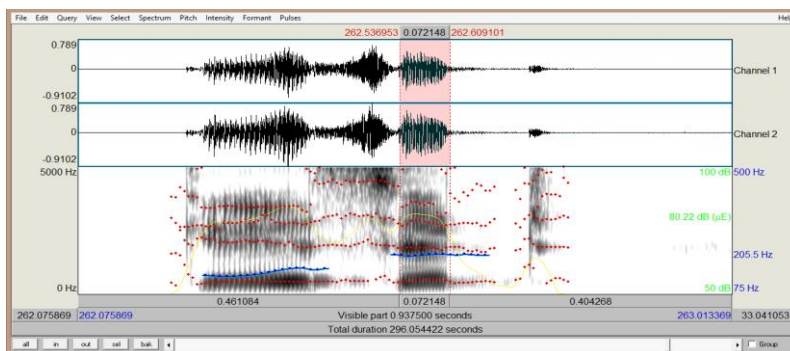 File Edit Query View Select Spectrum Pitch Intensity Formant Pulses Hel
262.536953 0.072148 262.609101
0.789
0
-0.9102
Channel 1
0.789
0
-0.9102
Channel 2
5000 Hz
100 dB 500 Hz
80.22 dB (µE)
205.5 Hz
0 Hz
50 dB 75 Hz
0.461084 0.072148 0.404268
262.075869 262.075869 Visible part 0.937500 seconds 263.013369 33.041053
Total duration 296.054422 seconds
all in out sel bak Group